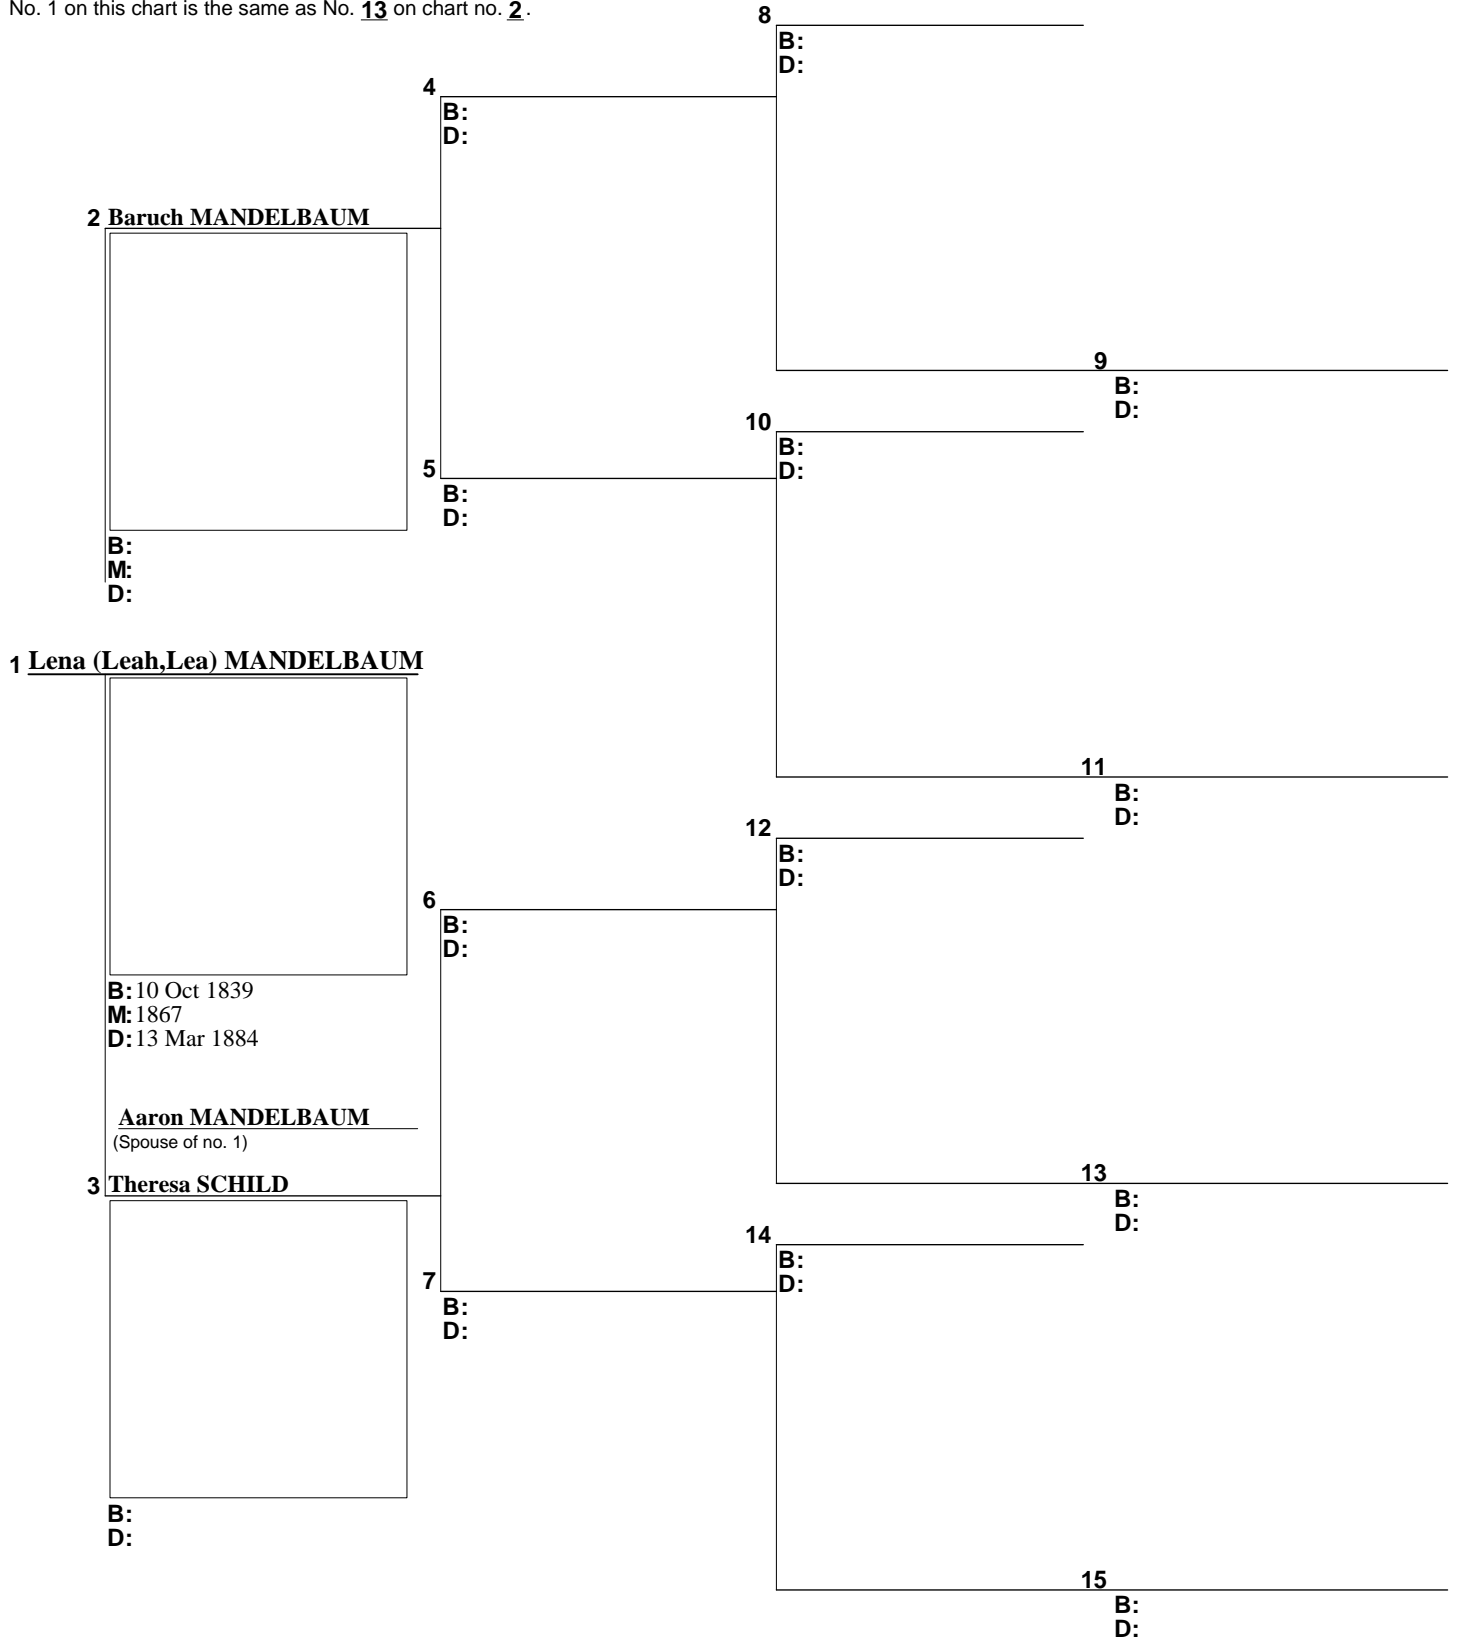 No. 1 on this chart is the same as No. 13 on chart no. 2.
8
B:
D:
4
B:
D:
2 Baruch MANDELBAUM
B:
M:
D:
9
B:
D:
10
B:
D:
5
B:
D:
1 Lena (Leah,Lea) MANDELBAUM
B: 10 Oct 1839
M: 1867
D: 13 Mar 1884
Aaron MANDELBAUM
(Spouse of no. 1)
11
B:
D:
12
B:
D:
6
B:
D:
3 Theresa SCHILD
B:
D:
13
B:
D:
14
B:
D:
7
B:
D:
15
B:
D: